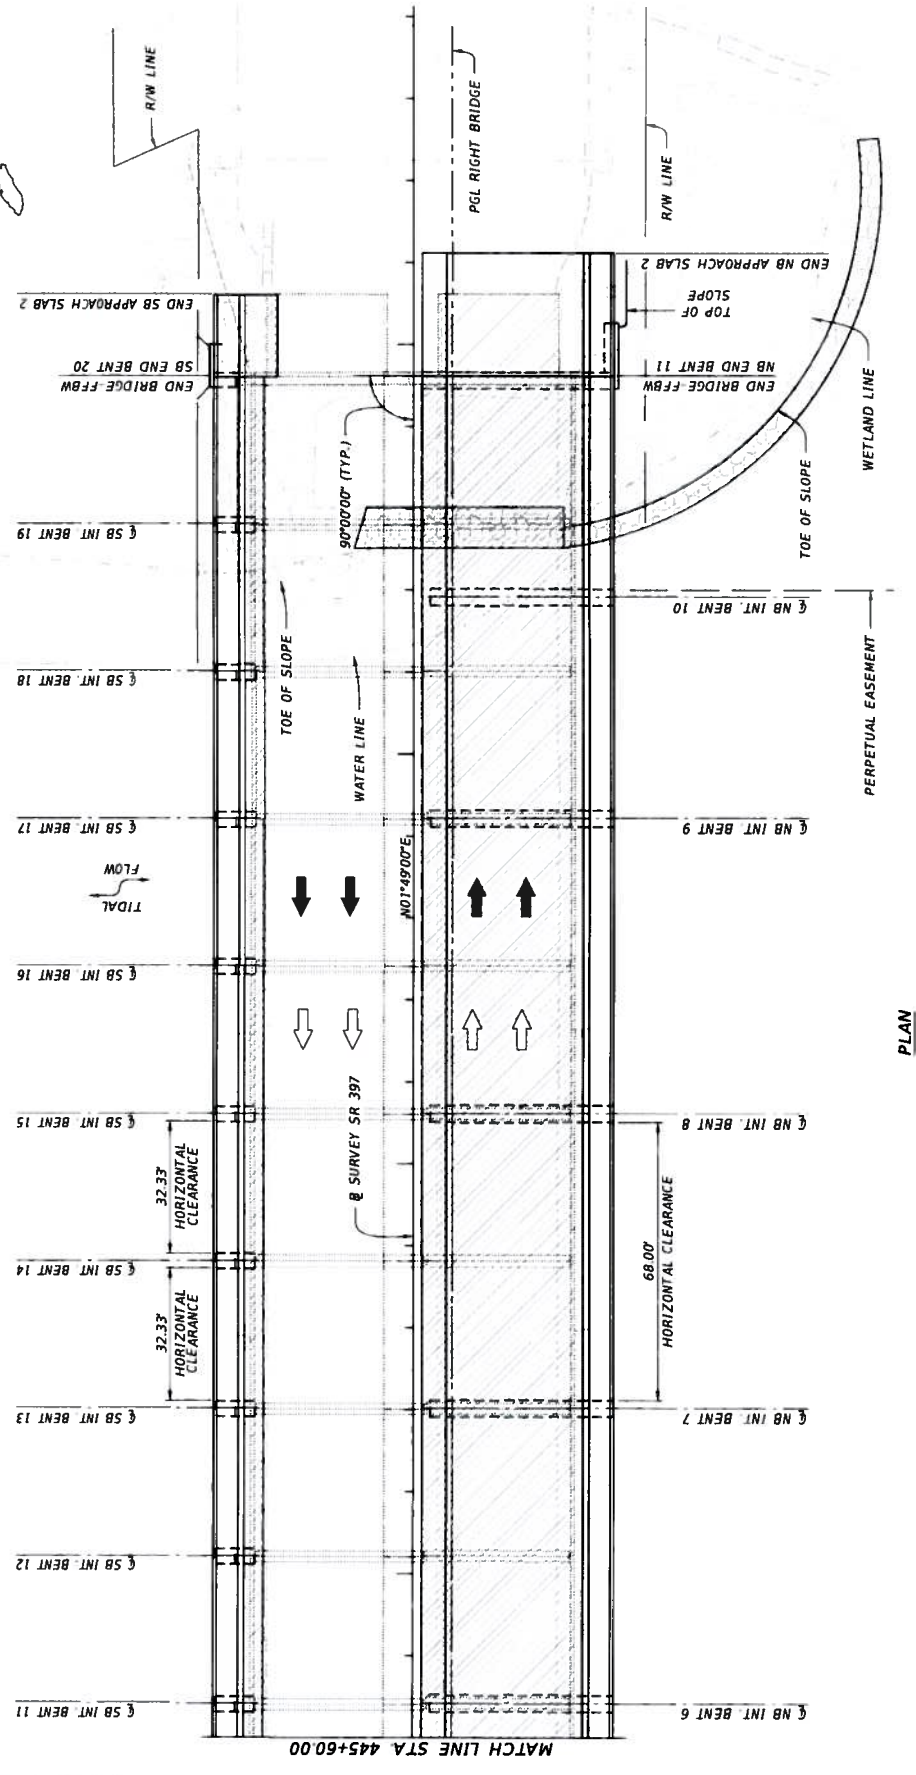 R/W LINE
PGL RIGHT BRIDGE
R/W LINE
END SB APPROACH SLAB 2
END NB APPROACH SLAB 2
TOP OF
SLOPE
SB END BENT 20
END BRIDGE-FFBW
NB END BENT 11
END BRIDGE-FFBW
WETLAND LINE
TOE OF SLOPE
90°00'00" (TYP.)
℄ SB INT. BENT 19
℄ NB INT. BENT 10
TOE OF SLOPE
℄ SB INT. BENT 18
WATER LINE
PERPETUAL EASEMENT
℄ SB INT. BENT 17
℄ NB INT. BENT 9
N01°49'00"E
TIDAL
FLOW
℄ SB INT. BENT 16
PLAN
℄ SB INT. BENT 15
℄ NB INT. BENT 8
32.33'
HORIZONTAL
CLEARANCE
℄ SURVEY SR 397
℄ SB INT. BENT 14
68.00'
HORIZONTAL CLEARANCE
32.33'
HORIZONTAL
CLEARANCE
℄ SB INT. BENT 13
℄ NB INT. BENT 7
℄ SB INT. BENT 12
℄ SB INT. BENT 11
℄ NB INT. BENT 6
MATCH LINE STA. 445+60.00